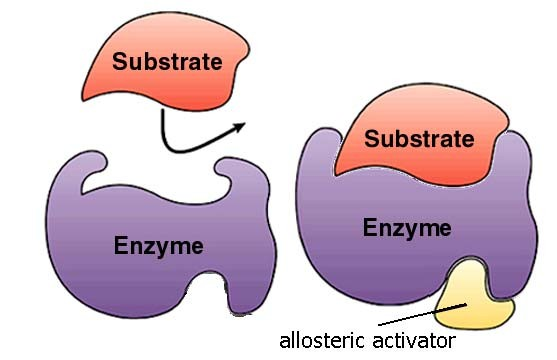 Substrate
Substrate
Enzyme
Enzyme
allosteric activator